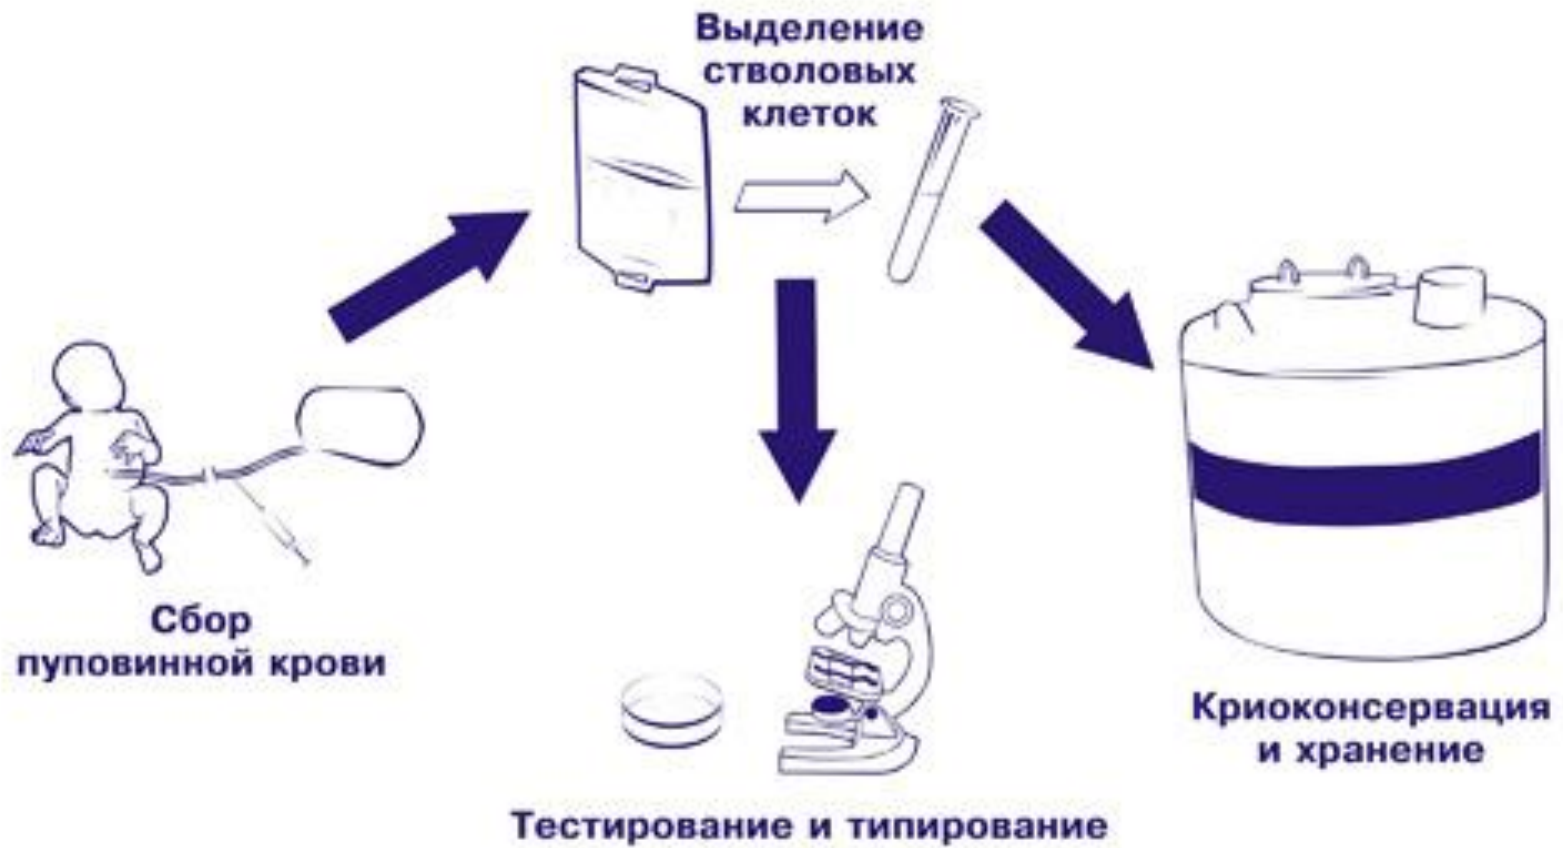 Выделение
стволовых
клеток
Сбор
пуповинной крови
Криоконсервация
и хранение
Тестирование и типирование